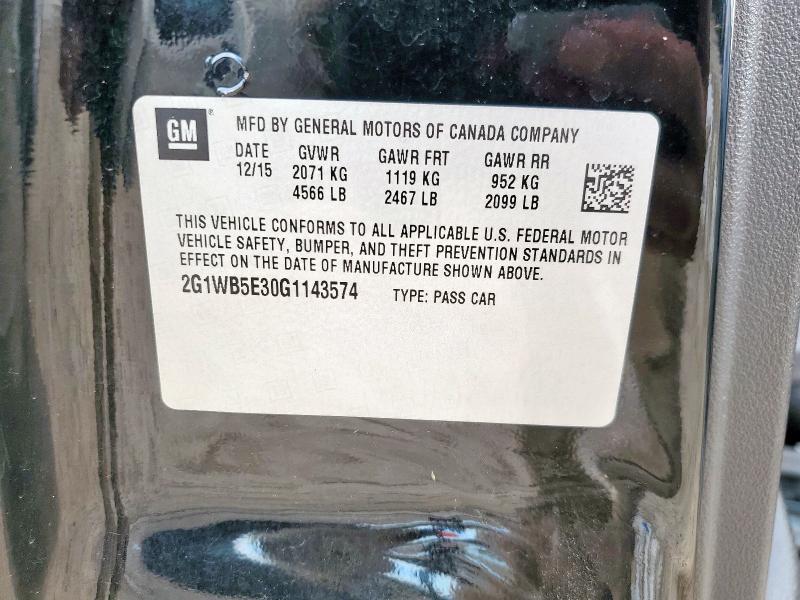 GM ® MFD BY GENERAL MOTORS OF CANADA COMPANY
DATE GVWR GAWR FRT GAWR RR
12/15 2071 KG 1119 KG 952 KG
4566 LB 2467 LB 2099 LB
THIS VEHICLE CONFORMS TO ALL APPLICABLE U.S. FEDERAL MOTOR
VEHICLE SAFETY, BUMPER, AND THEFT PREVENTION STANDARDS IN
EFFECT ON THE DATE OF MANUFACTURE SHOWN ABOVE.
2G1WB5E30G1143574 TYPE: PASS CAR